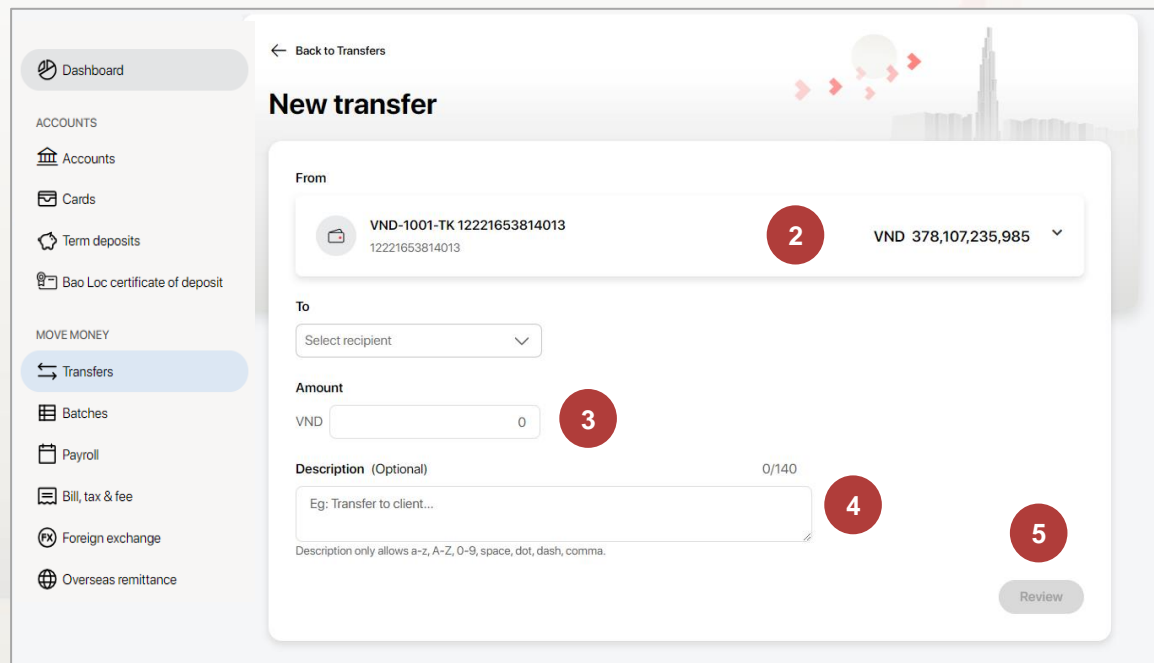 Dashboard
ACCOUNTS
Accounts
Cards
Term deposits
Bao Loc certificate of deposit
MOVE MONEY
Transfers
Batches
Payroll
Bill, tax & fee
FX Foreign exchange
Overseas remittance
Back to Transfers
New transfer
From
VND-1001-TK 12221653814013
12221653814013
2
VND 378,107,235,985
To
Select recipient
Amount
VND 0
3
Description (Optional) 0/140
Eg: Transfer to client...
4
Description only allows a-z, A-Z, 0-9, space, dot, dash, comma.
5
Review